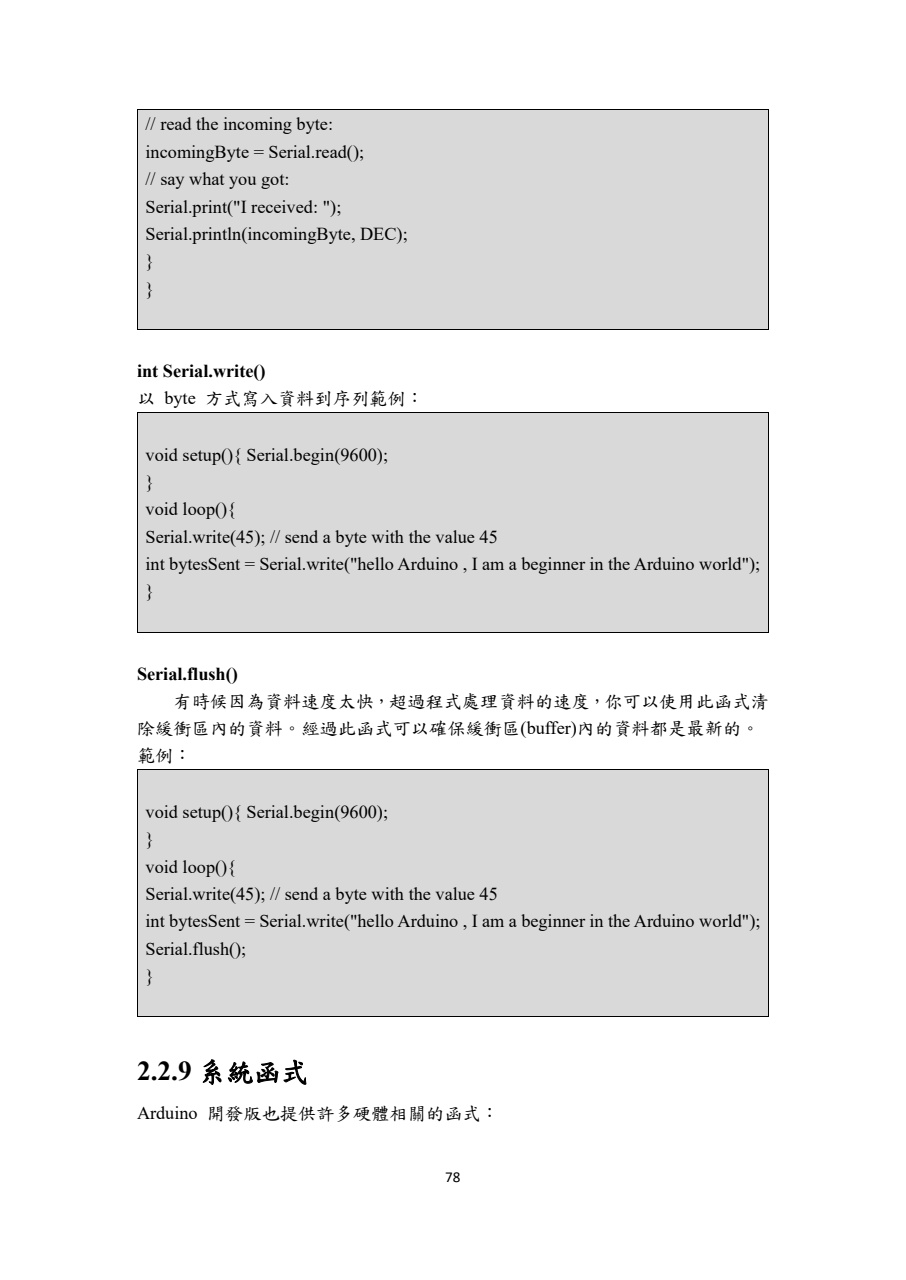 // read the incoming byte:
incomingByte = Serial.read();
// say what you got:
Serial.print("I received: ");
Serial.println(incomingByte, DEC);
}
}
int Serial.write()
以 byte 方式寫入資料到序列範例：
void setup(){ Serial.begin(9600);
}
void loop(){
Serial.write(45); // send a byte with the value 45
int bytesSent = Serial.write("hello Arduino , I am a beginner in the Arduino world");
}
Serial.flush()
有時候因為資料速度太快，超過程式處理資料的速度，你可以使用此函式清
除緩衝區內的資料。經過此函式可以確保緩衝區(buffer)內的資料都是最新的。
範例：
void setup(){ Serial.begin(9600);
}
void loop(){
Serial.write(45); // send a byte with the value 45
int bytesSent = Serial.write("hello Arduino , I am a beginner in the Arduino world");
Serial.flush();
}
2.2.9 系統函式
Arduino 開發版也提供許多硬體相關的函式：
78